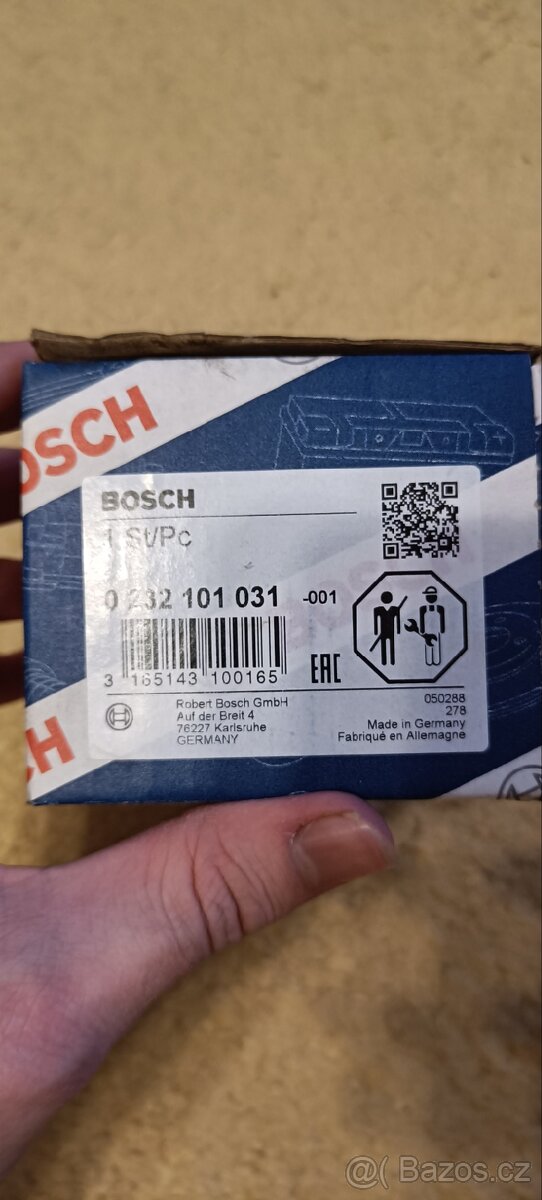 BOSCH
BOSCH
1 St/Pc
0 232 101 031 -001
3 165143 100165
EAC
Robert Bosch GmbH
Auf der Breit 4
76227 Karlsruhe
GERMANY
050288
278
Made in Germany
Fabriqué en Allemagne
@( Bazos.cz